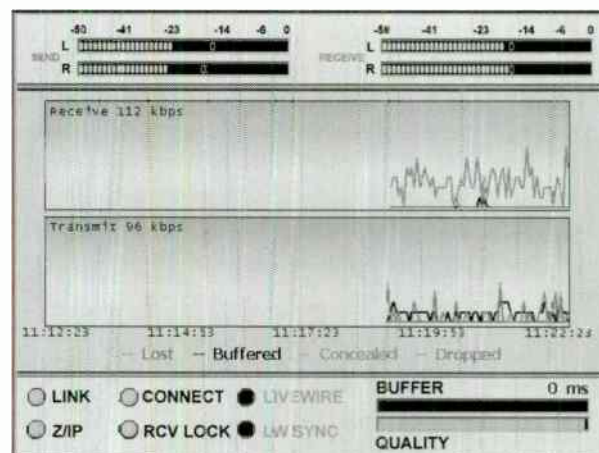 -50 -41 -23 -14 -6 0
-50 -41 -23 -14 -6 0
SEND L R
RECEIVE L R
Receive 112 kbps
Transmit 96 kbps
11:12:23 11:14:53 11:17:23 11:19:53 11:22:23
-- Lost -- Buffered -- Concealed -- Dropped
LINK CONNECT LIVEWIRE
Z/IP RCV LOCK LW SYNC
BUFFER 0 ms
QUALITY